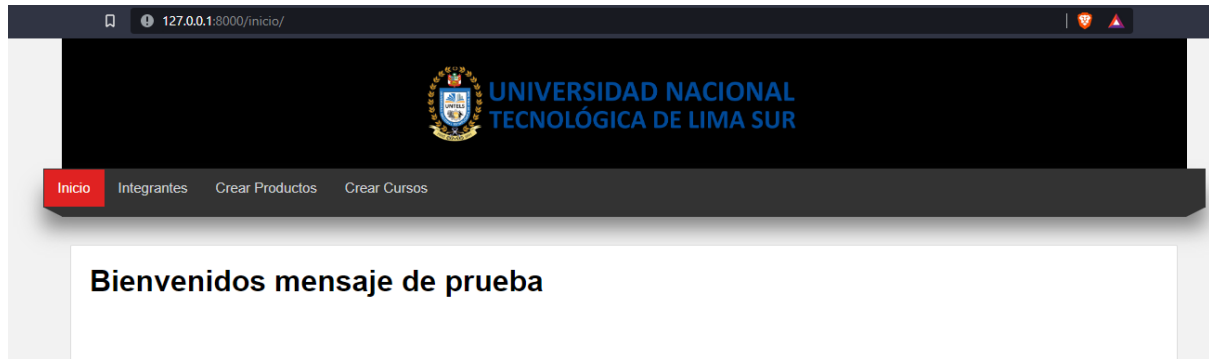 127.0.0.1:8000/inicio/
UNTELS
UNIVERSIDAD NACIONAL
TECNOLÓGICA DE LIMA SUR
Inicio Integrantes Crear Productos Crear Cursos
Bienvenidos mensaje de prueba